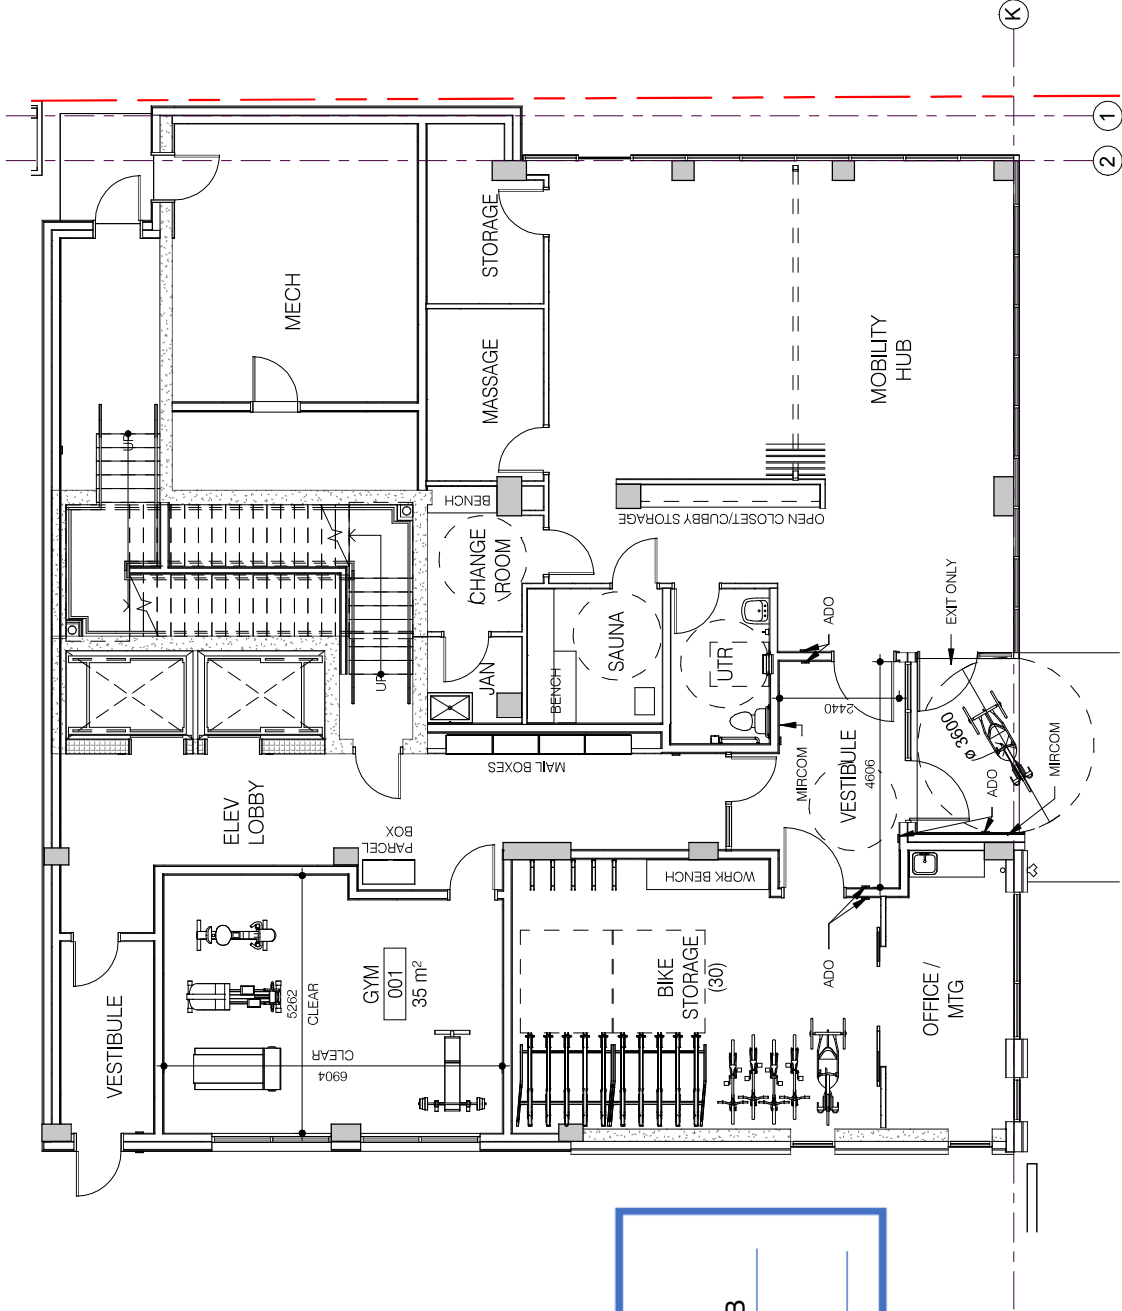 K
1
2
STORAGE
MECH
MASSAGE
MOBILITY
HUB
UP
BENCH
OPEN CLOSET/CUBBY STORAGE
CHANGE
ROOM
EXIT ONLY
ADO
SAUNA
BENCH
UTR
JAN
UP
2440
ø 3600
MIRCOM
MAIL BOXES
MIRCOM
VESTIBULE
4606
ADO
ELEV
LOBBY
PARCEL
BOX
WORK BENCH
GYM
001
35 m²
5262
CLEAR
CLEAR
6904
BIKE
STORAGE
(30)
ADO
OFFICE /
MTG
VESTIBULE